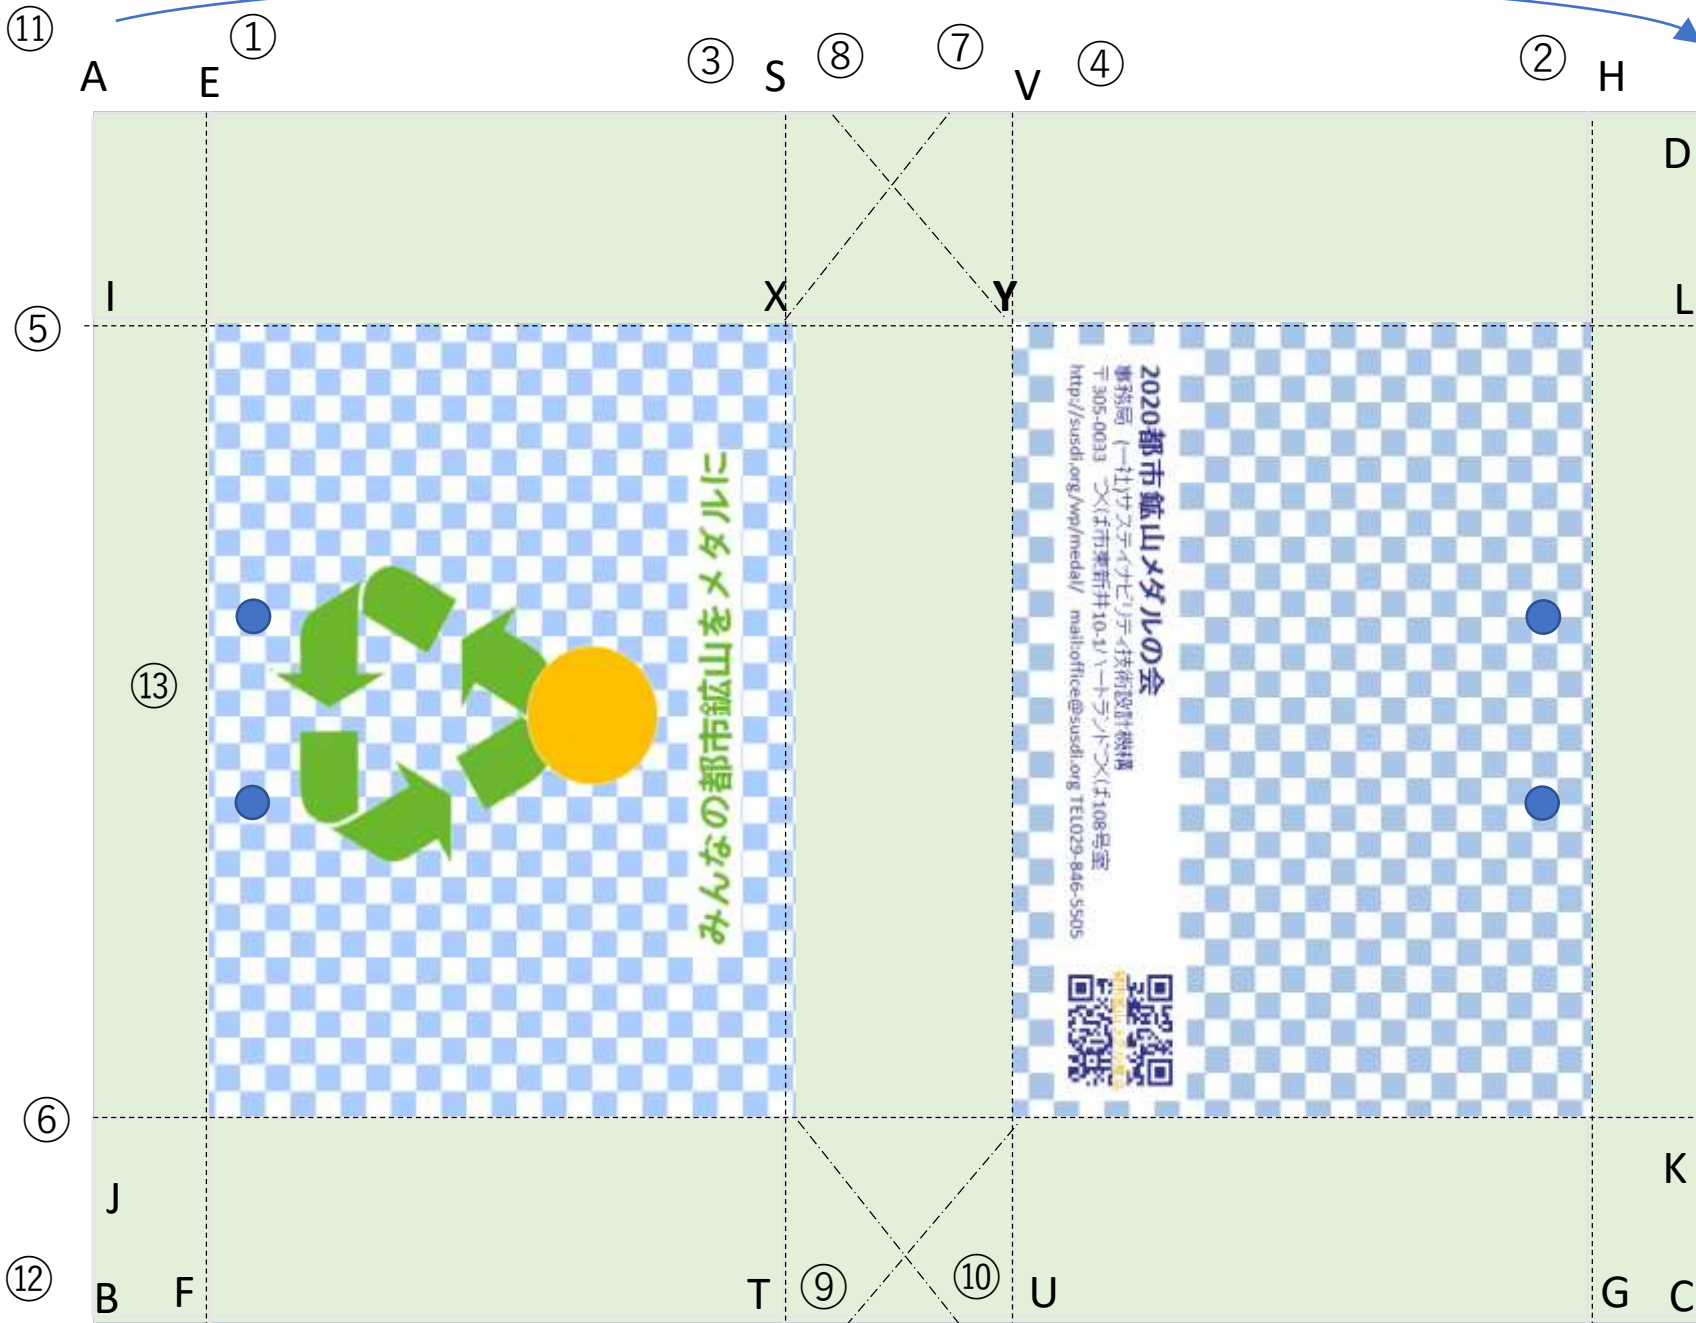 ⑪
①
③
⑧
⑦
④
②
A
E
S
V
H
D
I
X
Y
L
⑤
みんなの都市鉱山をメダルに
2020都市鉱山メダルの会
事務局 (一社)サスティナビリティ技術設計機構
〒305-0033 つくば市東新井10-1ハートランドつくば108号室
http://susdi.org/wp/medal/ mail:office@susdi.org TEL029-846-5505
⑬
⑥
J
K
⑫
B
F
T
⑨
⑩
U
G
C